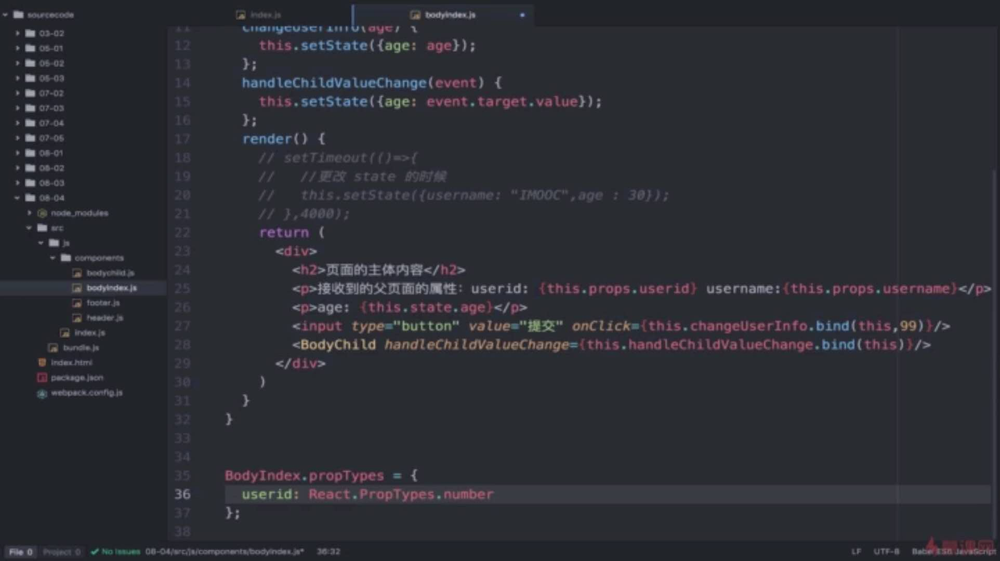 sourcecode
index.js
bodyindex.js
03-02
05-01
05-02
05-03
07-02
07-03
07-04
07-05
08-01
08-02
08-03
08-04
node_modules
src
js
components
bodychild.js
bodyindex.js
footer.js
header.js
index.js
bundle.js
index.html
package.json
webpack.config.js
11 changeUserInfo(age) {
12 this.setState({age: age});
13 };
14 handleChildValueChange(event) {
15 this.setState({age: event.target.value});
16 };
17 render() {
18 // setTimeout(()=>{
19 // //更改 state 的时候
20 // this.setState({username: "IMOOC",age : 30});
21 // },4000);
22 return (
23 <div>
24 <h2>页面的主体内容</h2>
25 <p>接收到的父页面的属性: userid: {this.props.userid} username:{this.props.username}</p>
26 <p>age: {this.state.age}</p>
27 <input type="button" value="提交" onClick={this.changeUserInfo.bind(this,99)}/>
28 <BodyChild handleChildValueChange={this.handleChildValueChange.bind(this)}/>
29 </div>
30 )
31 }
32 }
33
34
35 BodyIndex.propTypes = {
36 userid: React.PropTypes.number
37 };
38
File 0 Project 0 No Issues 08-04/src/js/components/bodyindex.js* 36:32 LF UTF-8 Babel ES6 JavaScript